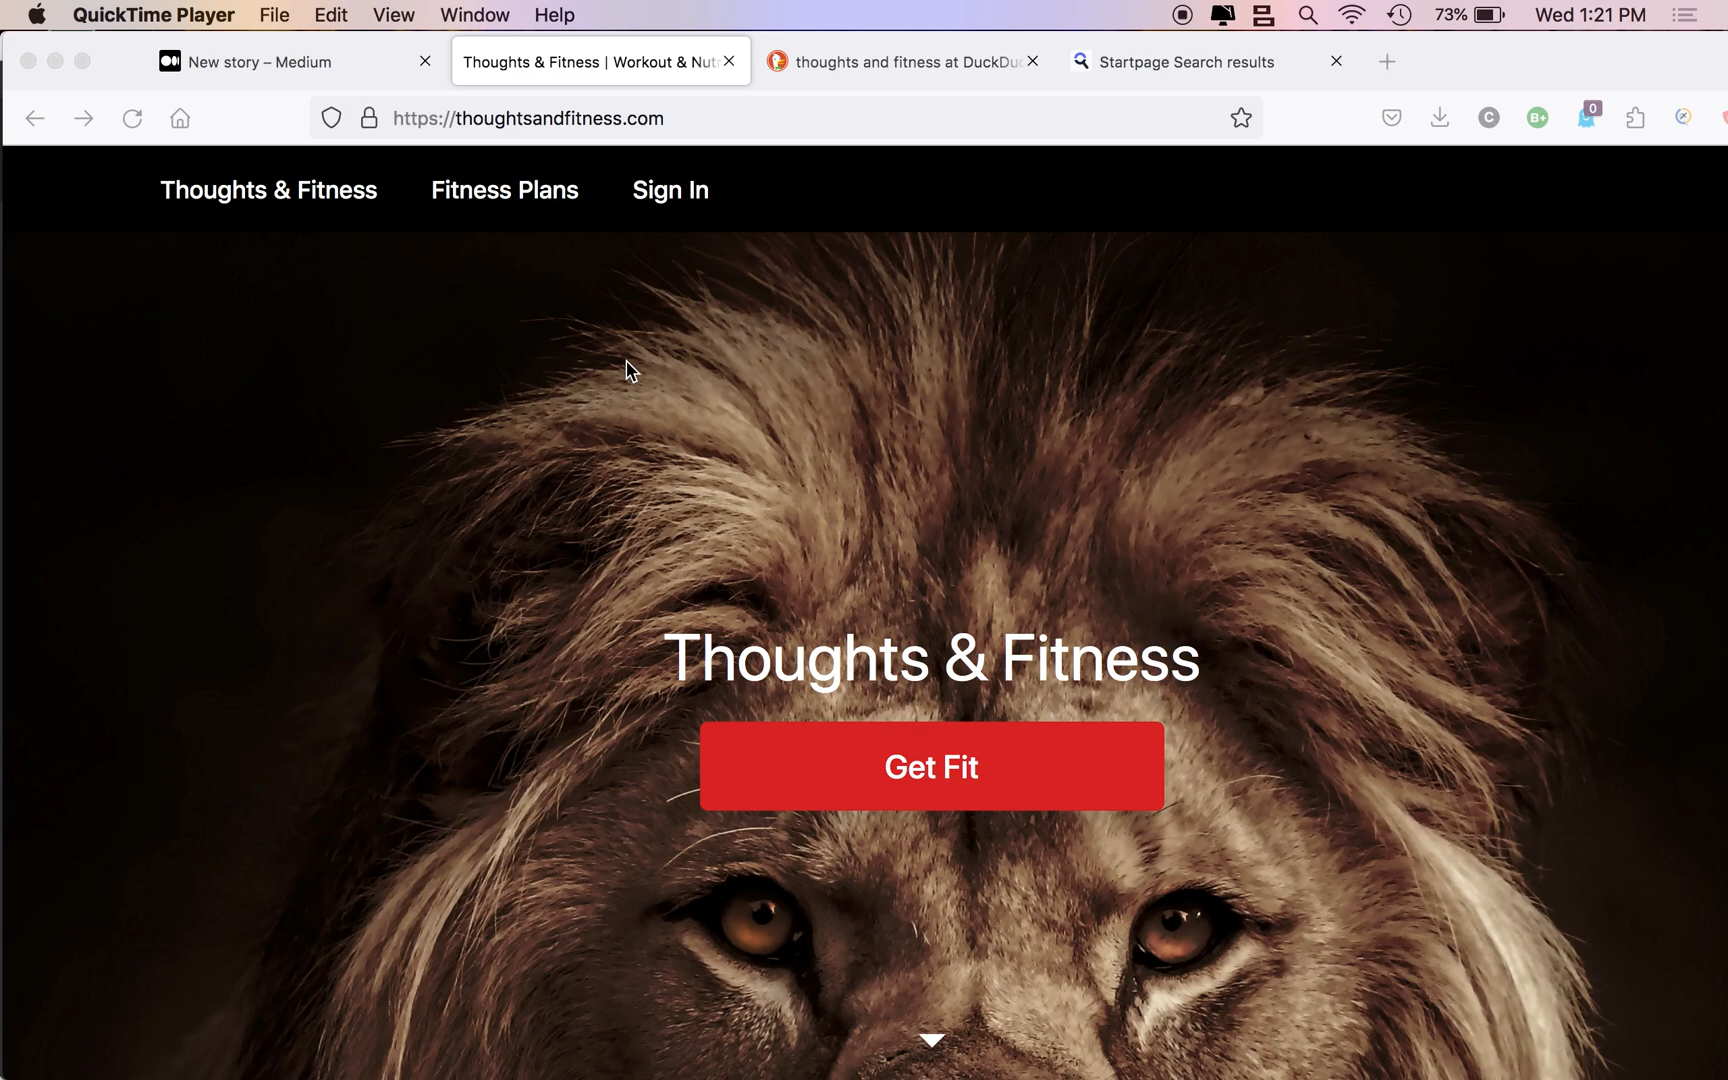 QuickTime Player File Edit View Window Help 73% Wed 1:21 PM
New story – Medium Thoughts & Fitness | Workout & Nut thoughts and fitness at DuckDu Startpage Search results
https://thoughtsandfitness.com C B+ 0
Thoughts & Fitness Fitness Plans Sign In
Thoughts & Fitness
Get Fit